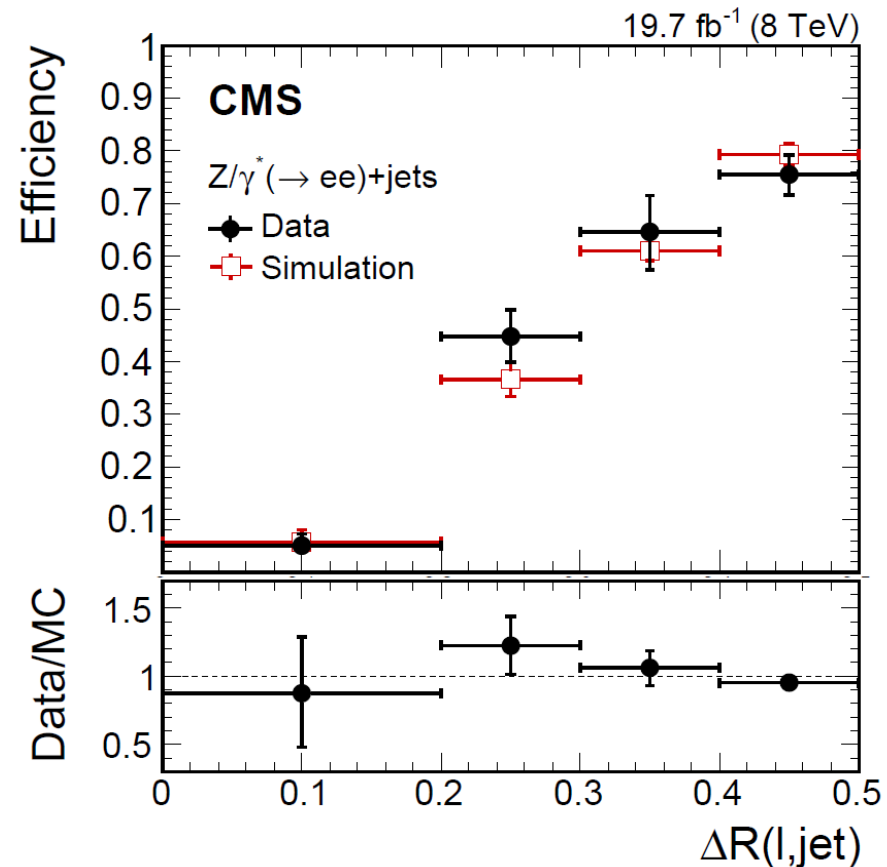 19.7 fb⁻¹ (8 TeV)
Efficiency
1
0.9
0.8
0.7
0.6
0.5
0.4
0.3
0.2
0.1
CMS
Z/γ*(→ ee)+jets
Data
Simulation
Data/MC
1.5
1
0.5
0 0.1 0.2 0.3 0.4 0.5
ΔR(l,jet)